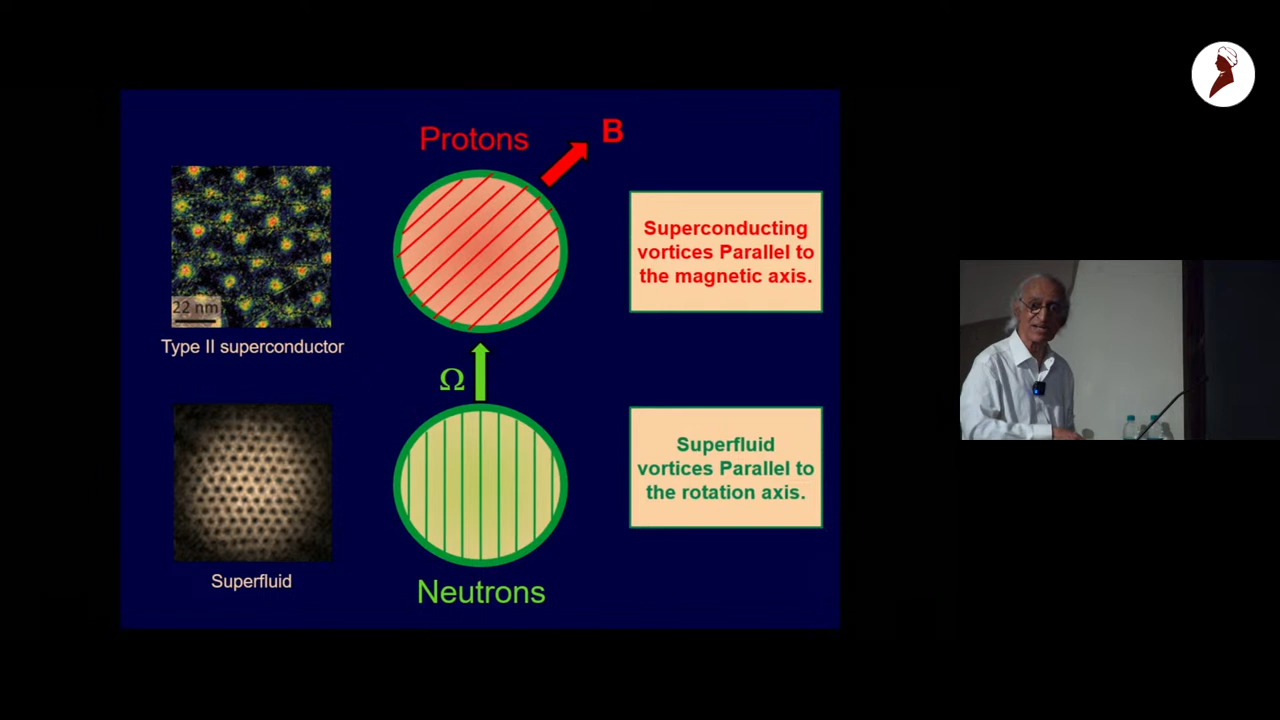 Protons
B
22 nm
Type II superconductor
Superconducting
vortices Parallel to
the magnetic axis.
Ω
Superfluid
Superfluid
vortices Parallel to
the rotation axis.
Neutrons